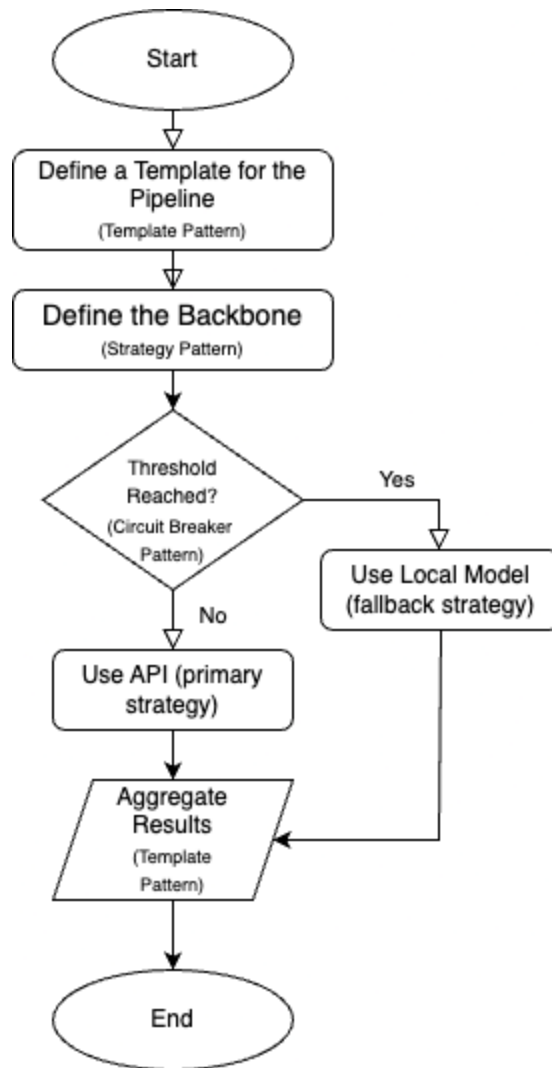 Start
Define a Template for the
Pipeline
(Template Pattern)
Define the Backbone
(Strategy Pattern)
Threshold
Reached?
(Circuit Breaker
Pattern)
Yes
Use Local Model
(fallback strategy)
No
Use API (primary
strategy)
Aggregate
Results
(Template
Pattern)
End